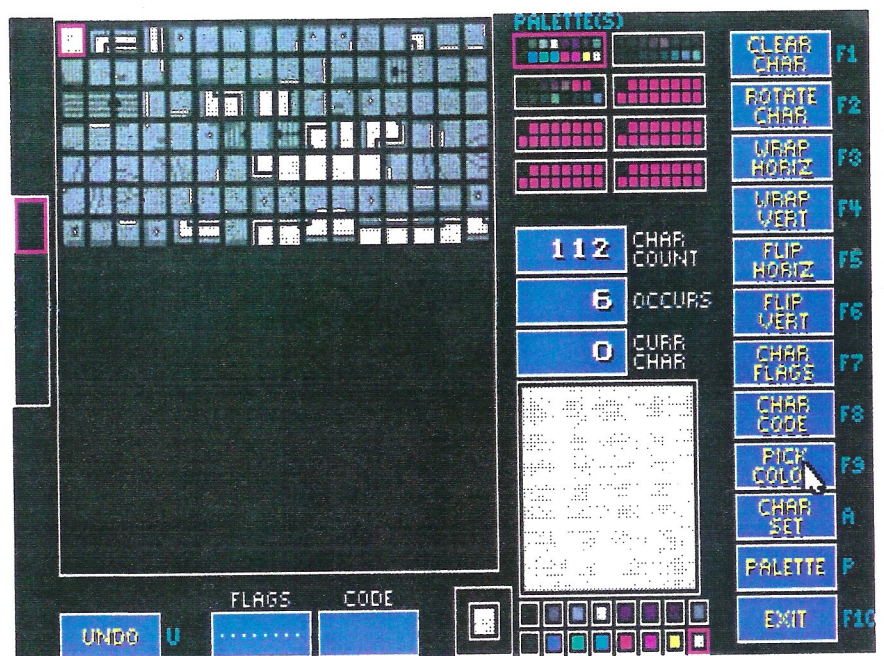 PALETTE(S)
CLEAR
CHAR
F1
ROTATE
CHAR
F2
WRAP
HORIZ
F3
WRAP
VERT
F4
FLIP
HORIZ
F5
FLIP
VERT
F6
CHAR
FLAGS
F7
CHAR
CODE
F8
PICK
COLO
F9
CHAR
SET
A
PALETTE
P
EXIT
F10
112
CHAR
COUNT
6
OCCURS
0
CURR
CHAR
FLAGS
CODE
UNDO
U
........